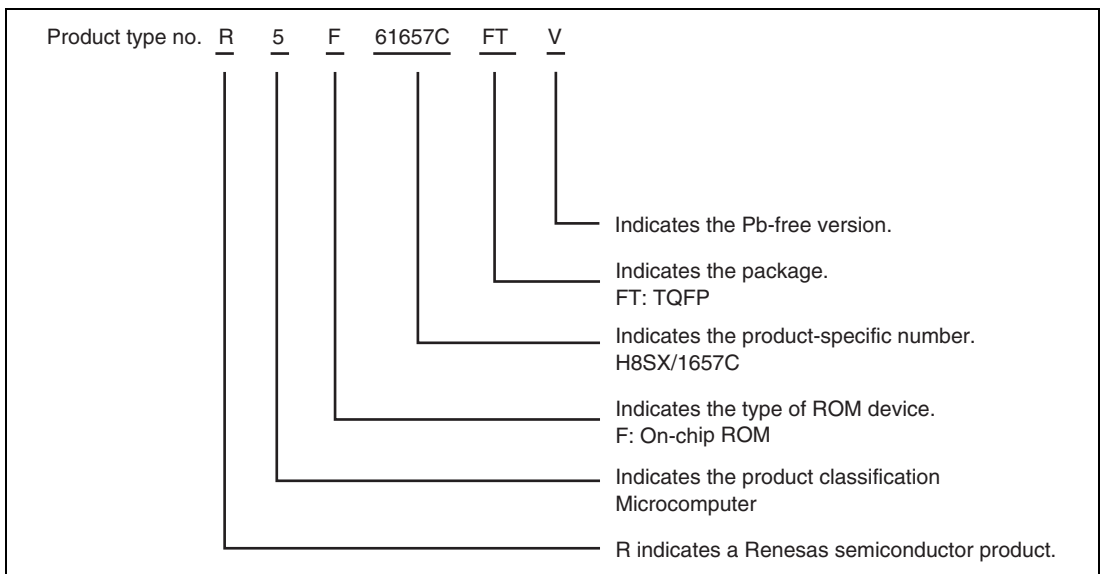 Product type no. R 5 F 61657C FT V
Indicates the Pb-free version.
Indicates the package.
FT: TQFP
Indicates the product-specific number.
H8SX/1657C
Indicates the type of ROM device.
F: On-chip ROM
Indicates the product classification
Microcomputer
R indicates a Renesas semiconductor product.